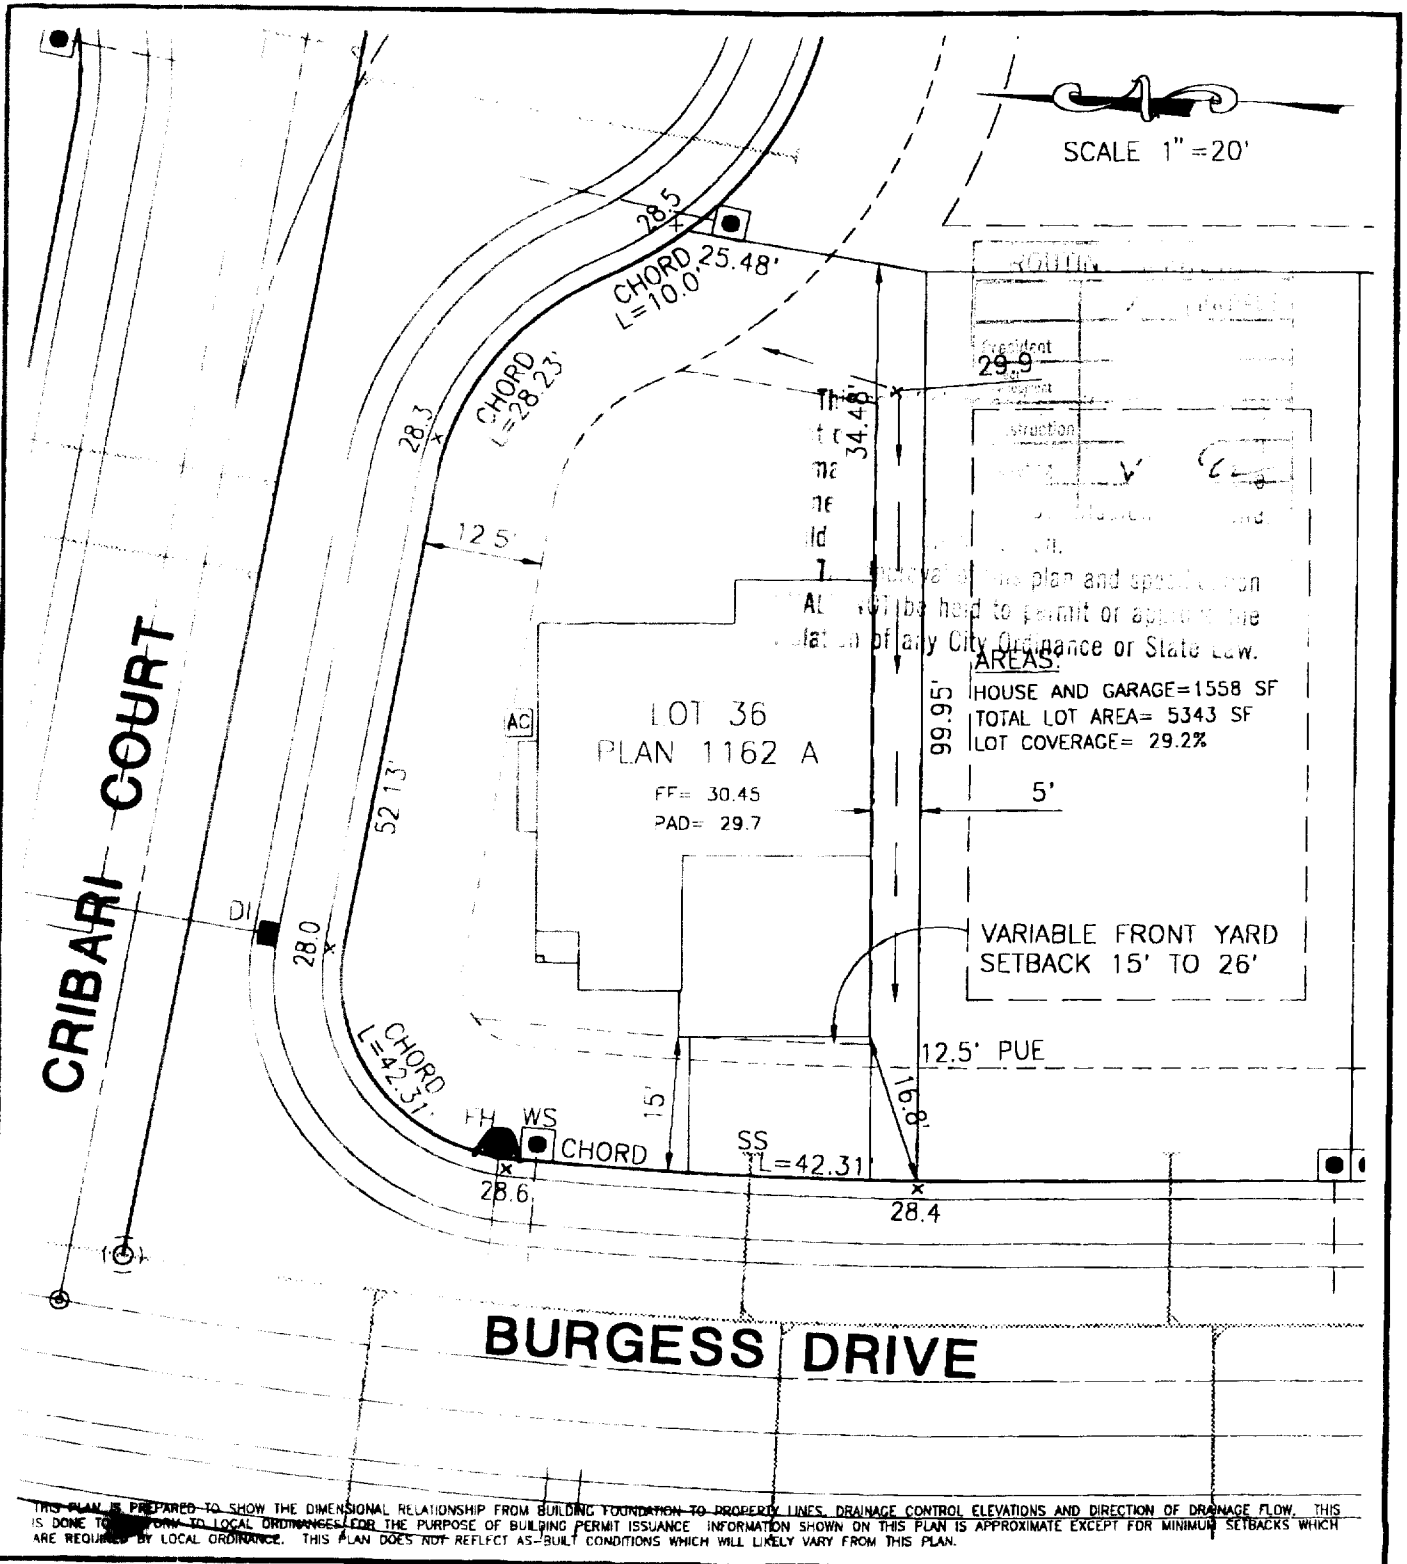 SCALE 1"=20'
28.5
25.48'
CHORD
L=10.0'
CHORD
L=28.23'
28.3
President
29.9
This
34.48'
12.5'
plan and
be held to permit or approve the
of any City Ordinance or State Law.
AREAS:
HOUSE AND GARAGE=1558 SF
TOTAL LOT AREA= 5343 SF
LOT COVERAGE= 29.2%
99.95'
LOT 36
PLAN 1162 A
FF= 30.45
PAD= 29.7
AC
5'
52.13'
CRIBARI COURT
DI
28.0
VARIABLE FRONT YARD
SETBACK 15' TO 26'
CHORD
L=42.31'
12.5' PUE
15'
16.8'
FH
WS
CHORD
SS
L=42.31'
28.6
28.4
BURGESS DRIVE
THIS PLAN IS PREPARED TO SHOW THE DIMENSIONAL RELATIONSHIP FROM BUILDING FOUNDATION TO PROPERTY LINES, DRAINAGE CONTROL ELEVATIONS AND DIRECTION OF DRAINAGE FLOW. THIS
IS DONE TO CONFORM TO LOCAL ORDINANCES FOR THE PURPOSE OF BUILDING PERMIT ISSUANCE INFORMATION SHOWN ON THIS PLAN IS APPROXIMATE EXCEPT FOR MINIMUM SETBACKS WHICH
ARE REQUIRED BY LOCAL ORDINANCE. THIS PLAN DOES NOT REFLECT AS-BUILT CONDITIONS WHICH WILL LIKELY VARY FROM THIS PLAN.